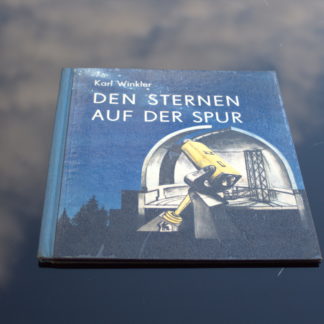 Karl Winkler
DEN STERNEN
AUF DER SPUR